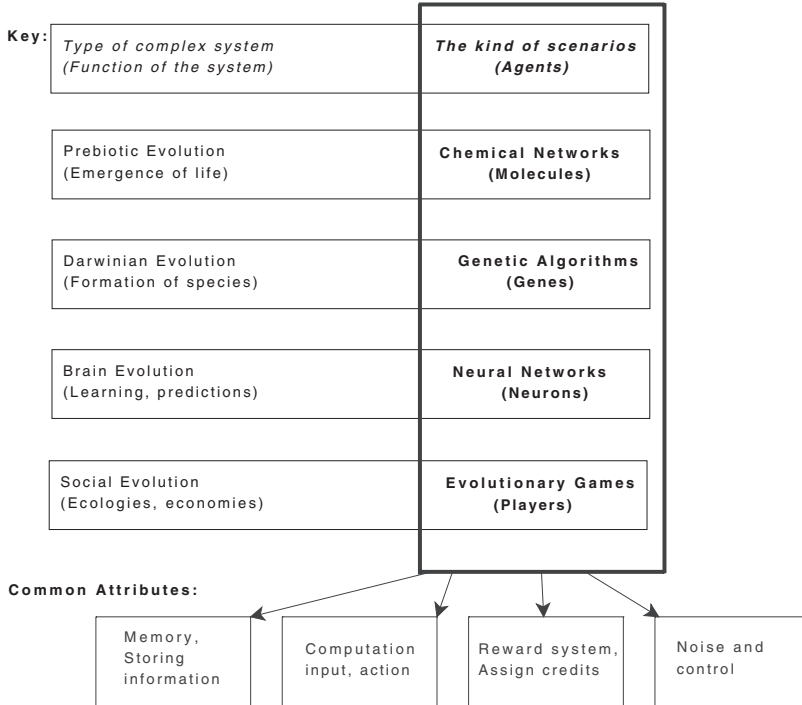 Key:
Type of complex system
(Function of the system)
The kind of scenarios
(Agents)
Prebiotic Evolution
(Emergence of life)
Chemical Networks
(Molecules)
Darwinian Evolution
(Formation of species)
Genetic Algorithms
(Genes)
Brain Evolution
(Learning, predictions)
Neural Networks
(Neurons)
Social Evolution
(Ecologies, economies)
Evolutionary Games
(Players)
Common Attributes:
Memory,
Storing
information
Computation
input, action
Reward system,
Assign credits
Noise and
control